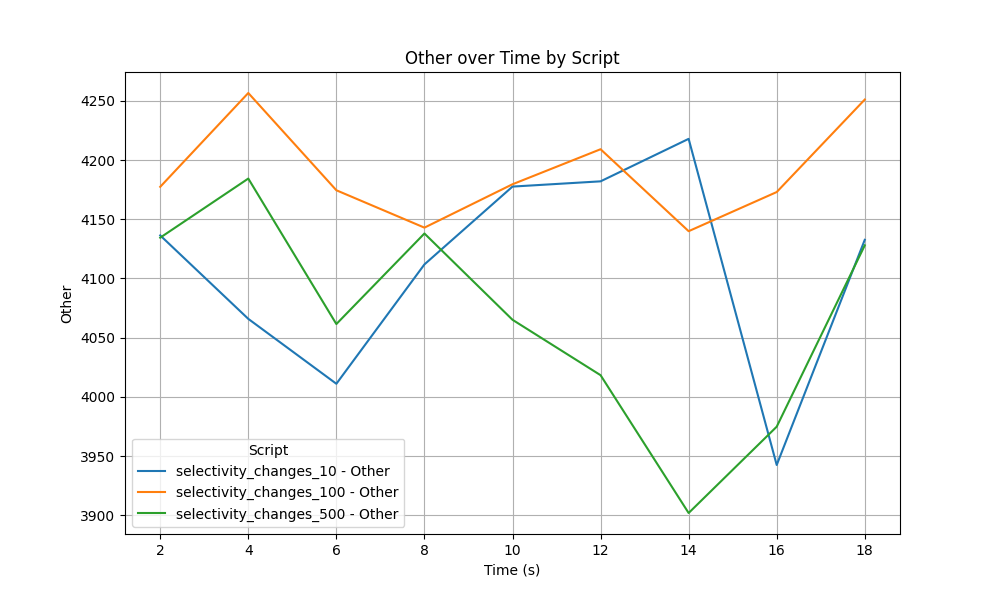 Other over Time by Script
Other
4250
4200
4150
4100
4050
4000
3950
3900
Script
selectivity_changes_10 - Other
selectivity_changes_100 - Other
selectivity_changes_500 - Other
2 4 6 8 10 12 14 16 18
Time (s)